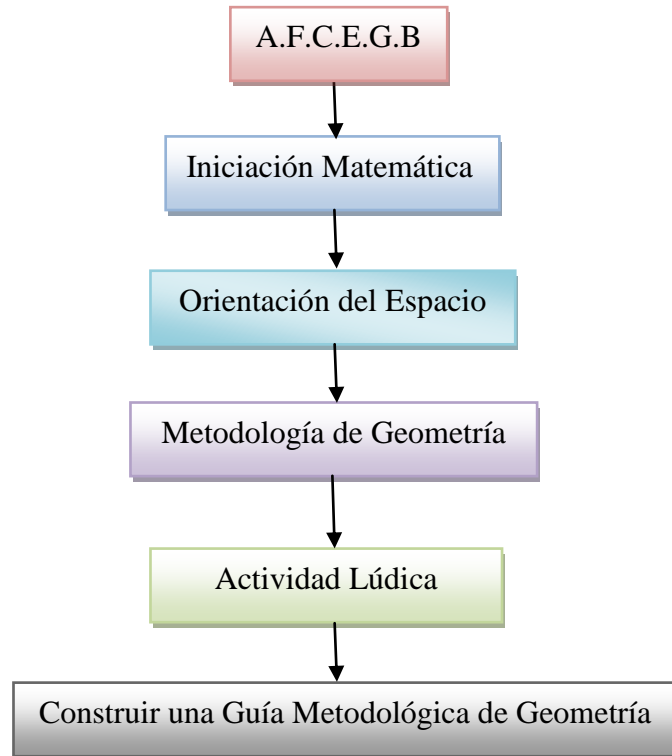 A.F.C.E.G.B
Iniciación Matemática
Orientación del Espacio
Metodología de Geometría
Actividad Lúdica
Construir una Guía Metodológica de Geometría